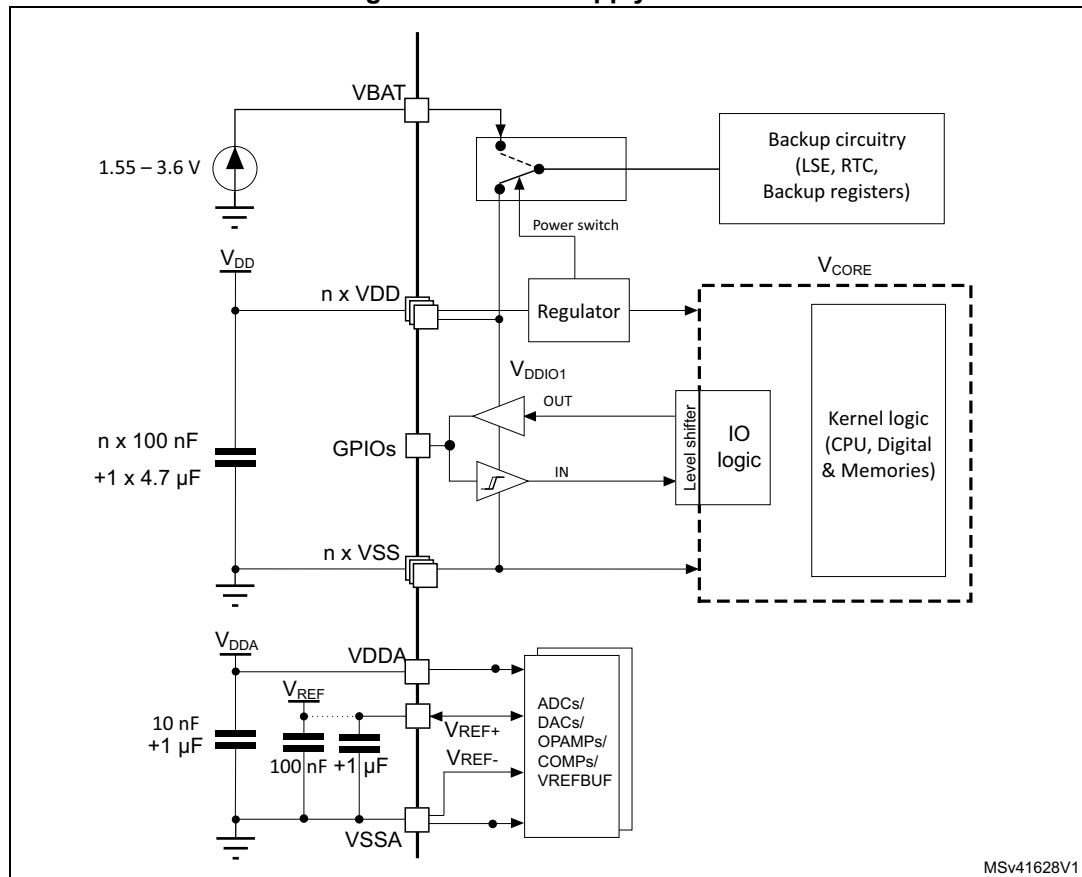 VBAT
1.55 – 3.6 V
Backup circuitry
(LSE, RTC,
Backup registers)
Power switch
VDD
n x VDD
Regulator
VCORE
VDDIO1
OUT
GPIOs
IN
Level shifter
IO
logic
Kernel logic
(CPU, Digital
& Memories)
n x 100 nF
+1 x 4.7 µF
n x VSS
VDDA
VDDA
VREF
10 nF
+1 µF
100 nF
+1 µF
VREF+
VREF-
ADCs/
DACs/
OPAMPs/
COMPs/
VREFBUF
VSSA
MSv41628V1